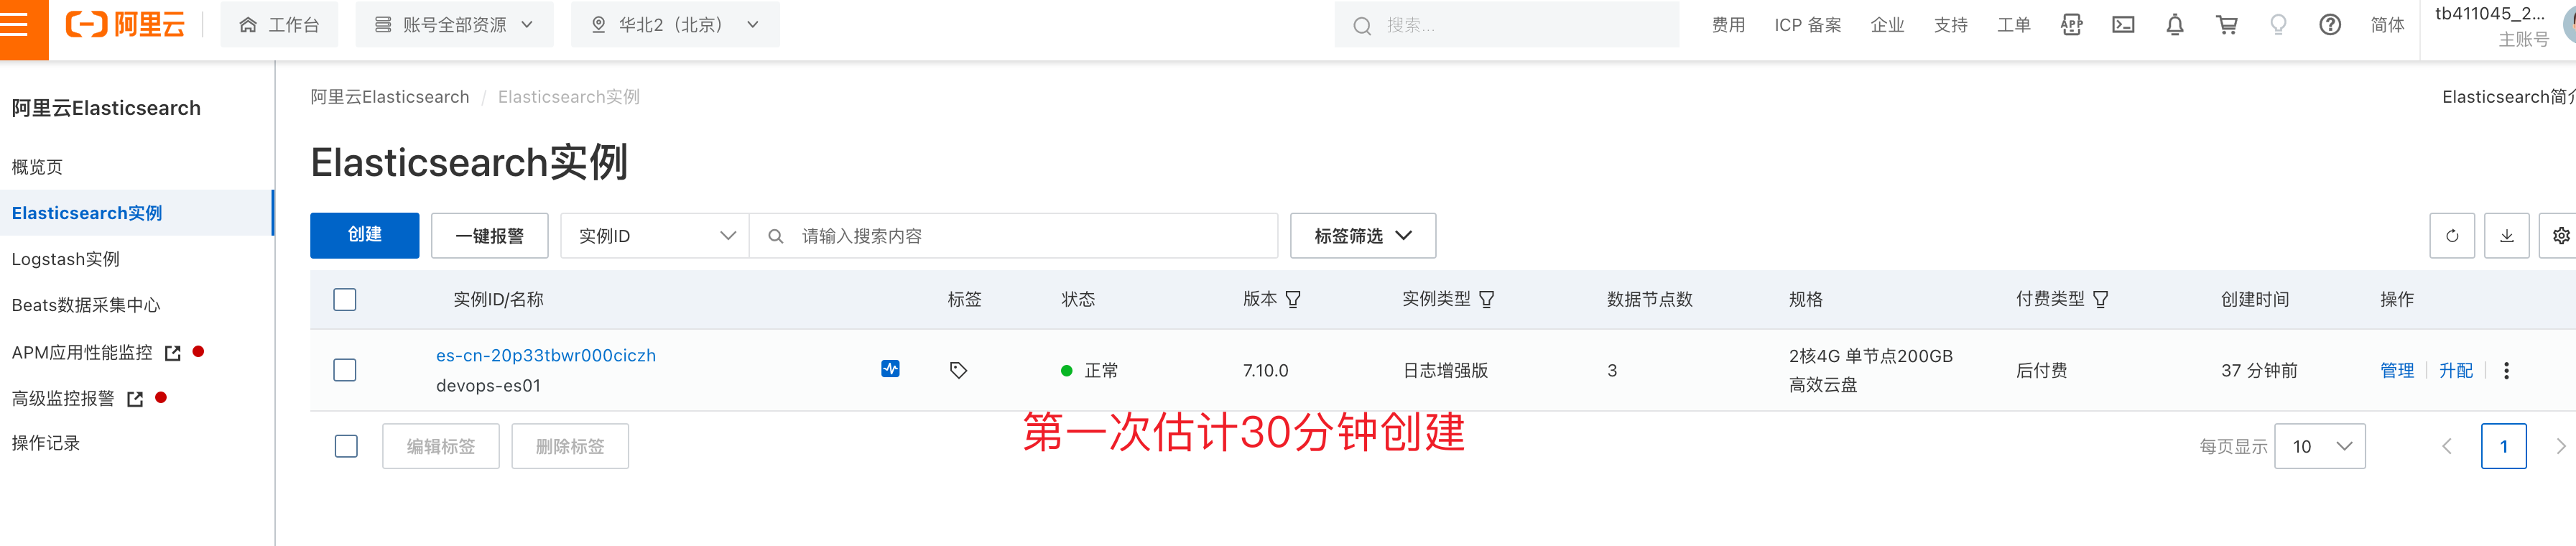 阿里云
工作台
账号全部资源
华北2（北京）
搜索...
费用
ICP 备案
企业
支持
工单
简体
tb411045_2...
主账号
阿里云Elasticsearch
概览页
Elasticsearch实例
Logstash实例
Beats数据采集中心
APM应用性能监控
高级监控报警
操作记录
阿里云Elasticsearch / Elasticsearch实例
Elasticsearch简介
Elasticsearch实例
创建
一键报警
实例ID
请输入搜索内容
标签筛选
实例ID/名称 标签 状态 版本 实例类型 数据节点数 规格 付费类型 创建时间 操作
es-cn-20p33tbwr000ciczh
devops-es01
正常
7.10.0
日志增强版
3
2核4G 单节点200GB
高效云盘
后付费
37 分钟前
管理 升配
第一次估计30分钟创建
编辑标签
删除标签
每页显示 10
1